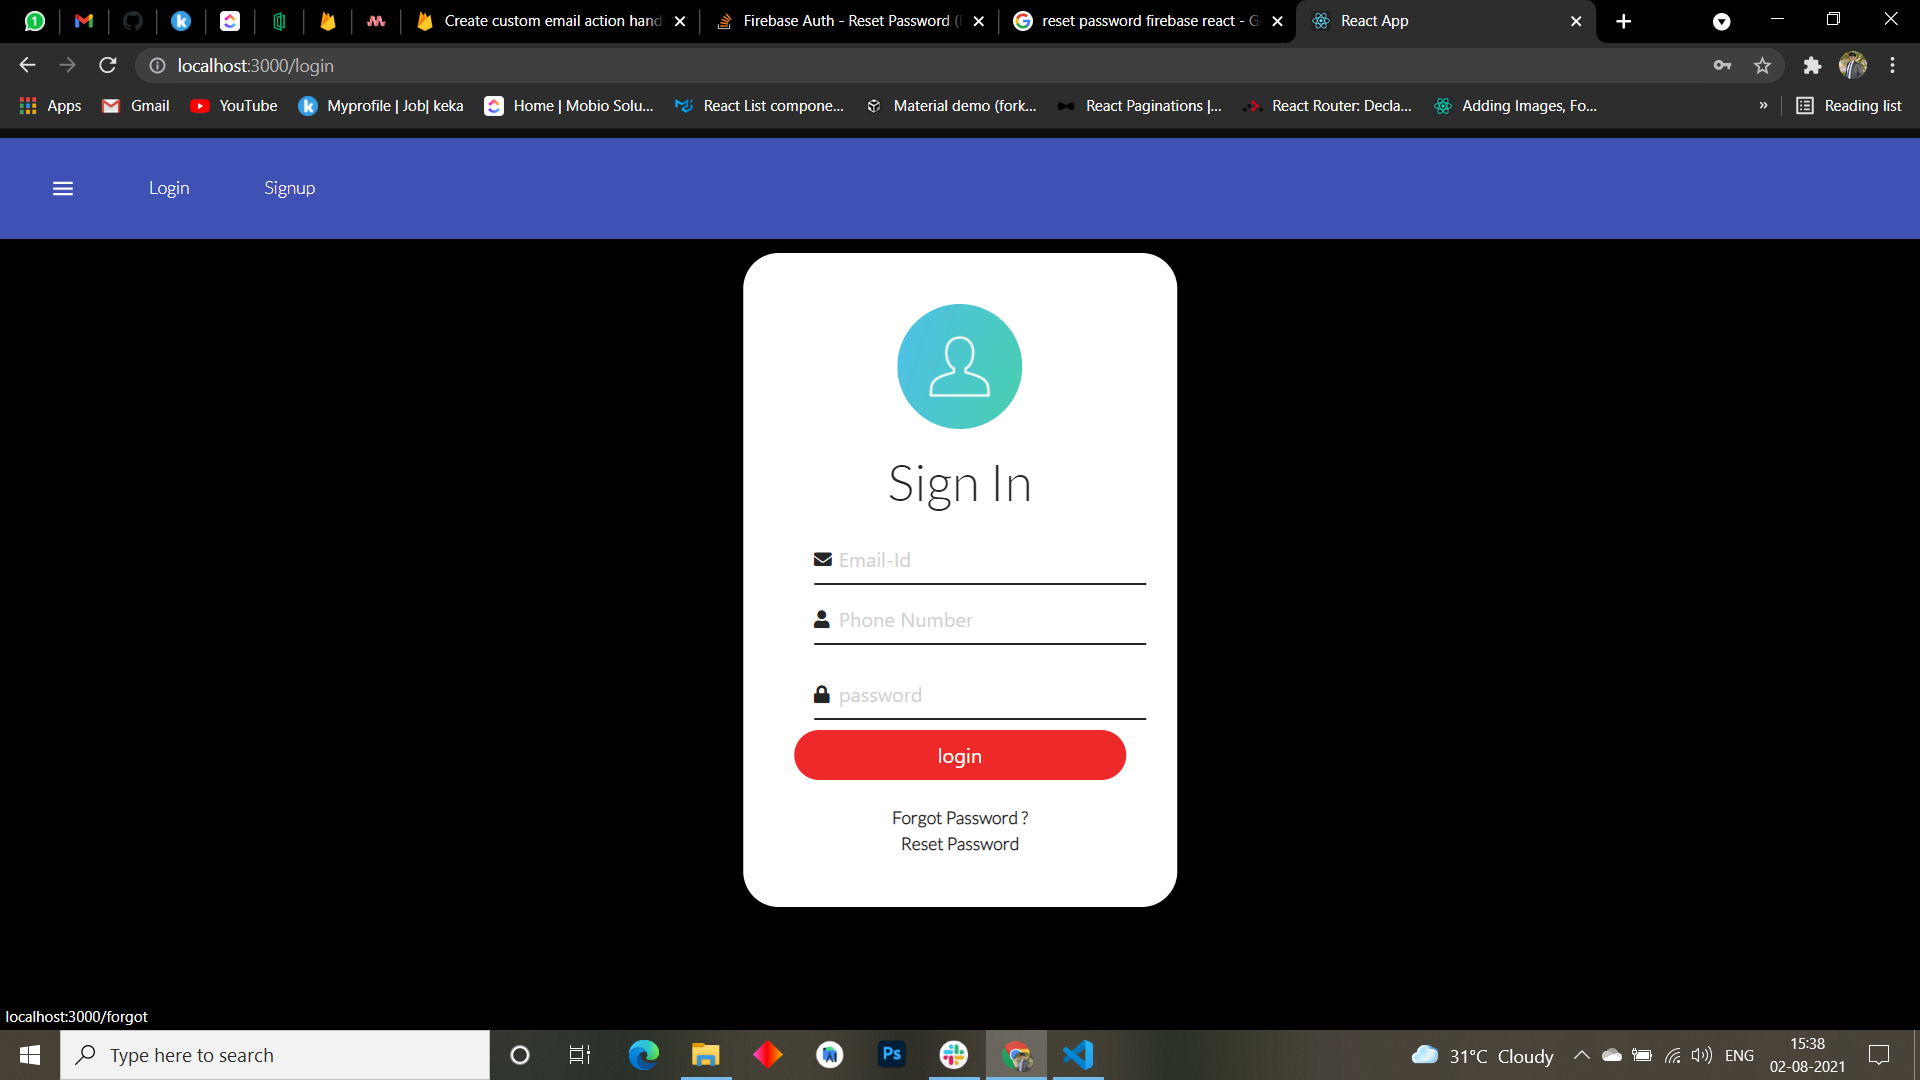 Create custom email action hand
Firebase Auth - Reset Password (
reset password firebase react - G
React App
localhost:3000/login
Apps
Gmail
YouTube
Myprofile | Job| keka
Home | Mobio Solu...
React List compone...
Material demo (fork...
React Paginations |...
React Router: Decla...
Adding Images, Fo...
»
Reading list
Login
Signup
Sign In
Email-Id
Phone Number
password
login
Forgot Password ?
Reset Password
localhost:3000/forgot
Type here to search
Ps
31°C Cloudy
ENG
15:38
02-08-2021